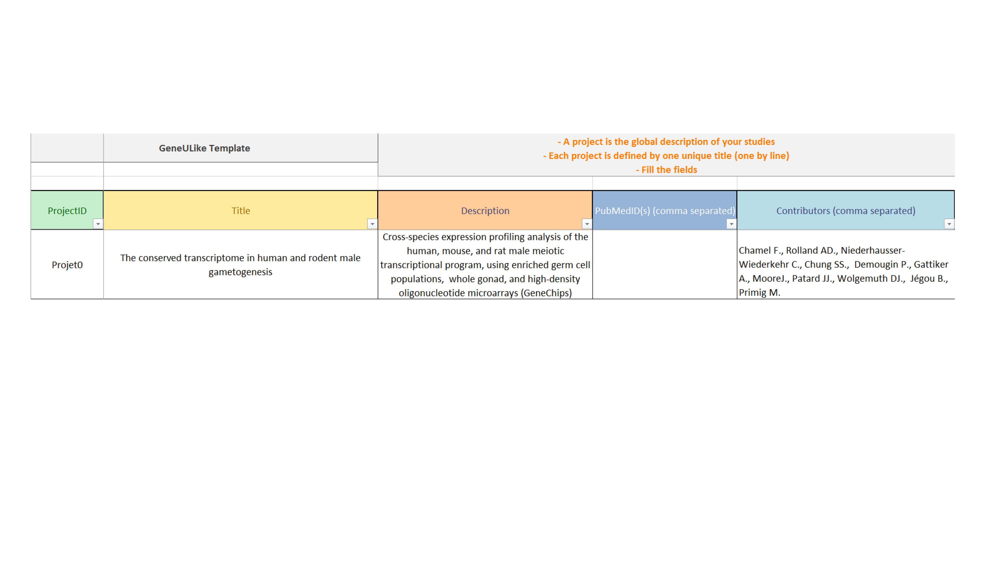 GeneULike Template
- A project is the global description of your studies
- Each project is defined by one unique title (one by line)
- Fill the fields
ProjectID
Title
Description
PubMedID(s) (comma separated)
Contributors (comma separated)
Projet0
The conserved transcriptome in human and rodent male
gametogenesis
Cross-species expression profiling analysis of the
human, mouse, and rat male meiotic
transcriptional program, using enriched germ cell
populations,  whole gonad, and high-density
oligonucleotide microarrays (GeneChips)
Chamel F., Rolland AD., Niederhausser-
Wiederkehr C., Chung SS.,  Demougin P., Gattiker
A., MooreJ., Patard JJ., Wolgemuth DJ.,  Jégou B.,
Primig M.